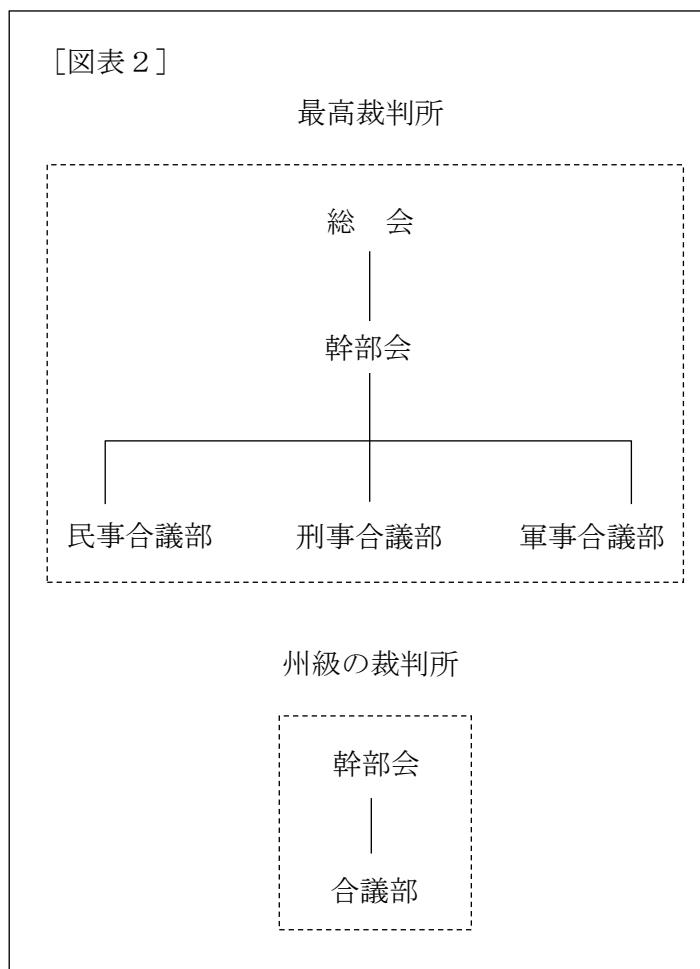 ［図表２］
最高裁判所
総　会
幹部会
民事合議部　刑事合議部　軍事合議部
州級の裁判所
幹部会
合議部